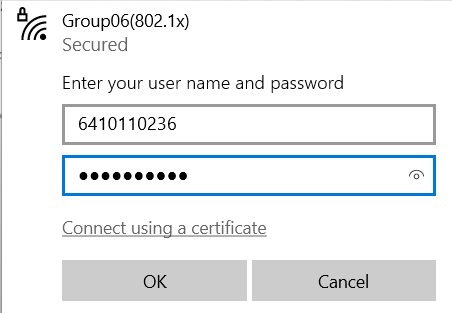 Group06(802.1x)
Secured
Enter your user name and password
6410110236
●●●●●●●●●●
Connect using a certificate
OK
Cancel